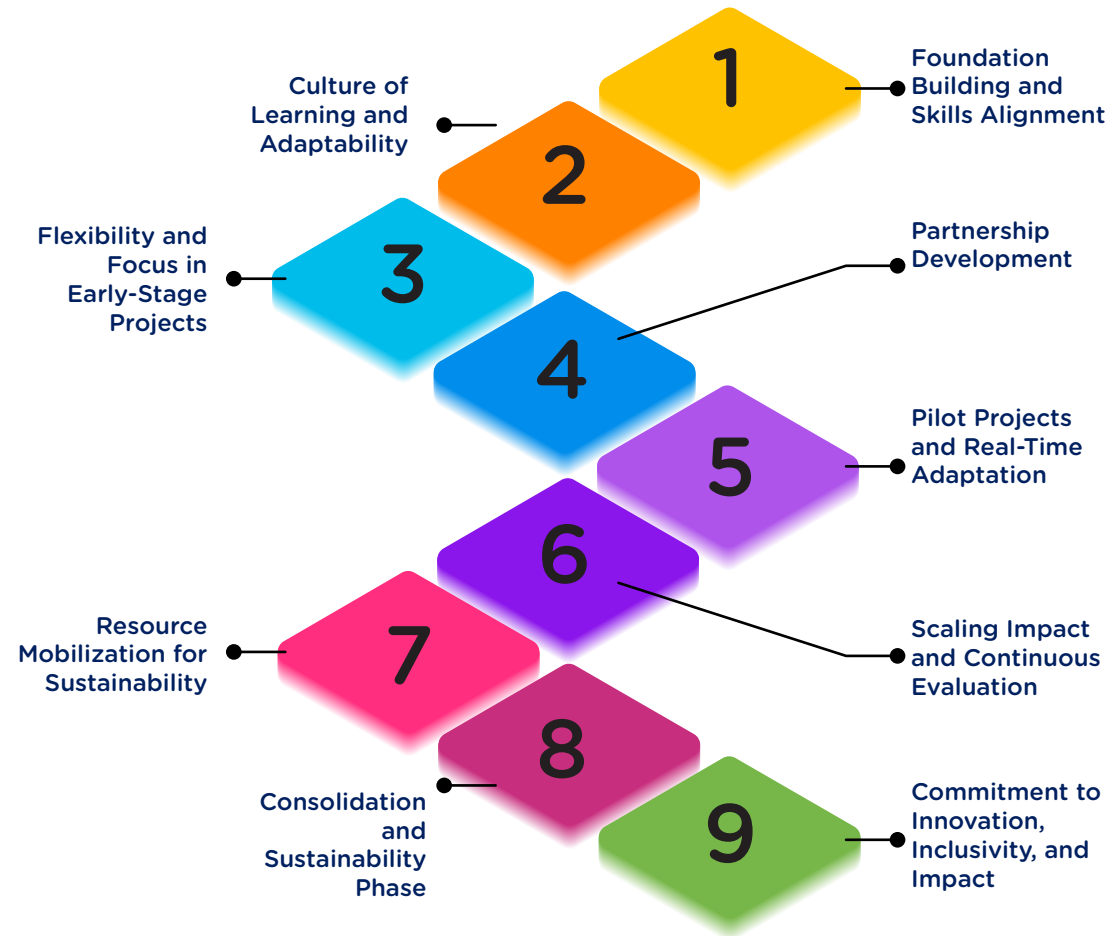 1
Foundation
Building and
Skills Alignment
2
Culture of
Learning and
Adaptability
3
Flexibility and
Focus in
Early-Stage
Projects
4
Partnership
Development
5
Pilot Projects
and Real-Time
Adaptation
6
Scaling Impact
and Continuous
Evaluation
7
Resource
Mobilization for
Sustainability
8
Consolidation
and
Sustainability
Phase
9
Commitment to
Innovation,
Inclusivity, and
Impact